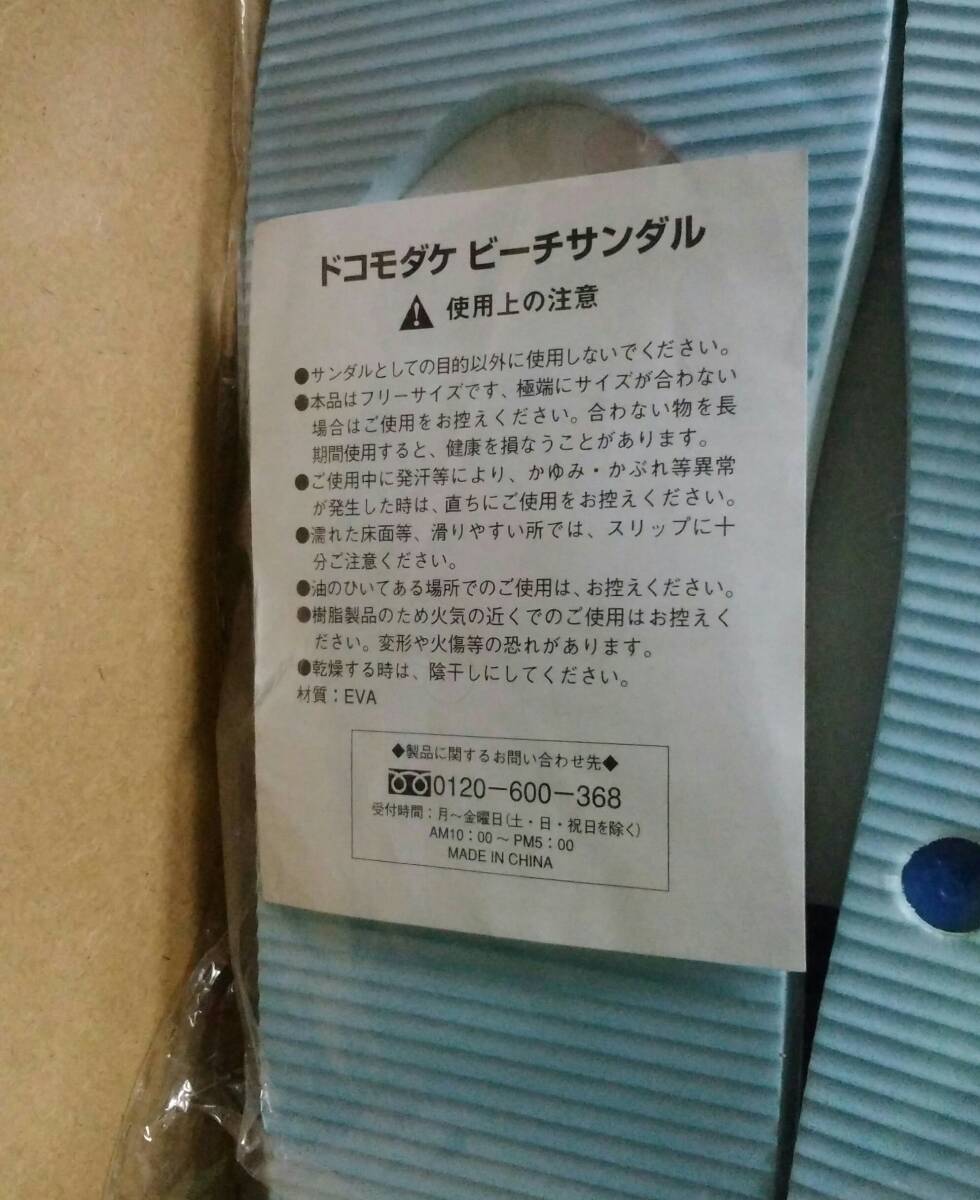 ドコモダケ ビーチサンダル
使用上の注意
●サンダルとしての目的以外に使用しないでください。
●本品はフリーサイズです、極端にサイズが合わない
場合はご使用をお控えください。合わない物を長
期間使用すると、健康を損なうことがあります。
●ご使用中に発汗等により、かゆみ・かぶれ等異常
が発生した時は、直ちにご使用をお控えください。
●濡れた床面等、滑りやすい所では、スリップに十
分ご注意ください。
●油のひいてある場所でのご使用は、お控えください。
●樹脂製品のため火気の近くでのご使用はお控えく
ださい。変形や火傷等の恐れがあります。
●乾燥する時は、陰干しにしてください。
材質：EVA
◆製品に関するお問い合わせ先◆
0120－600－368
受付時間：月～金曜日(土・日・祝日を除く)
AM10：00 ～ PM5：00
MADE IN CHINA